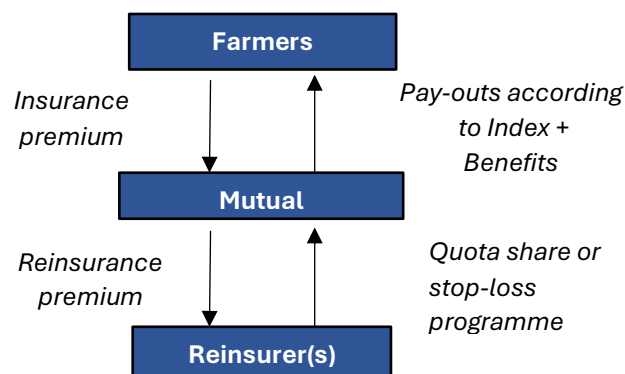 Farmers
Insurance
premium
Pay-outs according
to Index +
Benefits
Mutual
Reinsurance
premium
Quota share or
stop-loss
programme
Reinsurer(s)